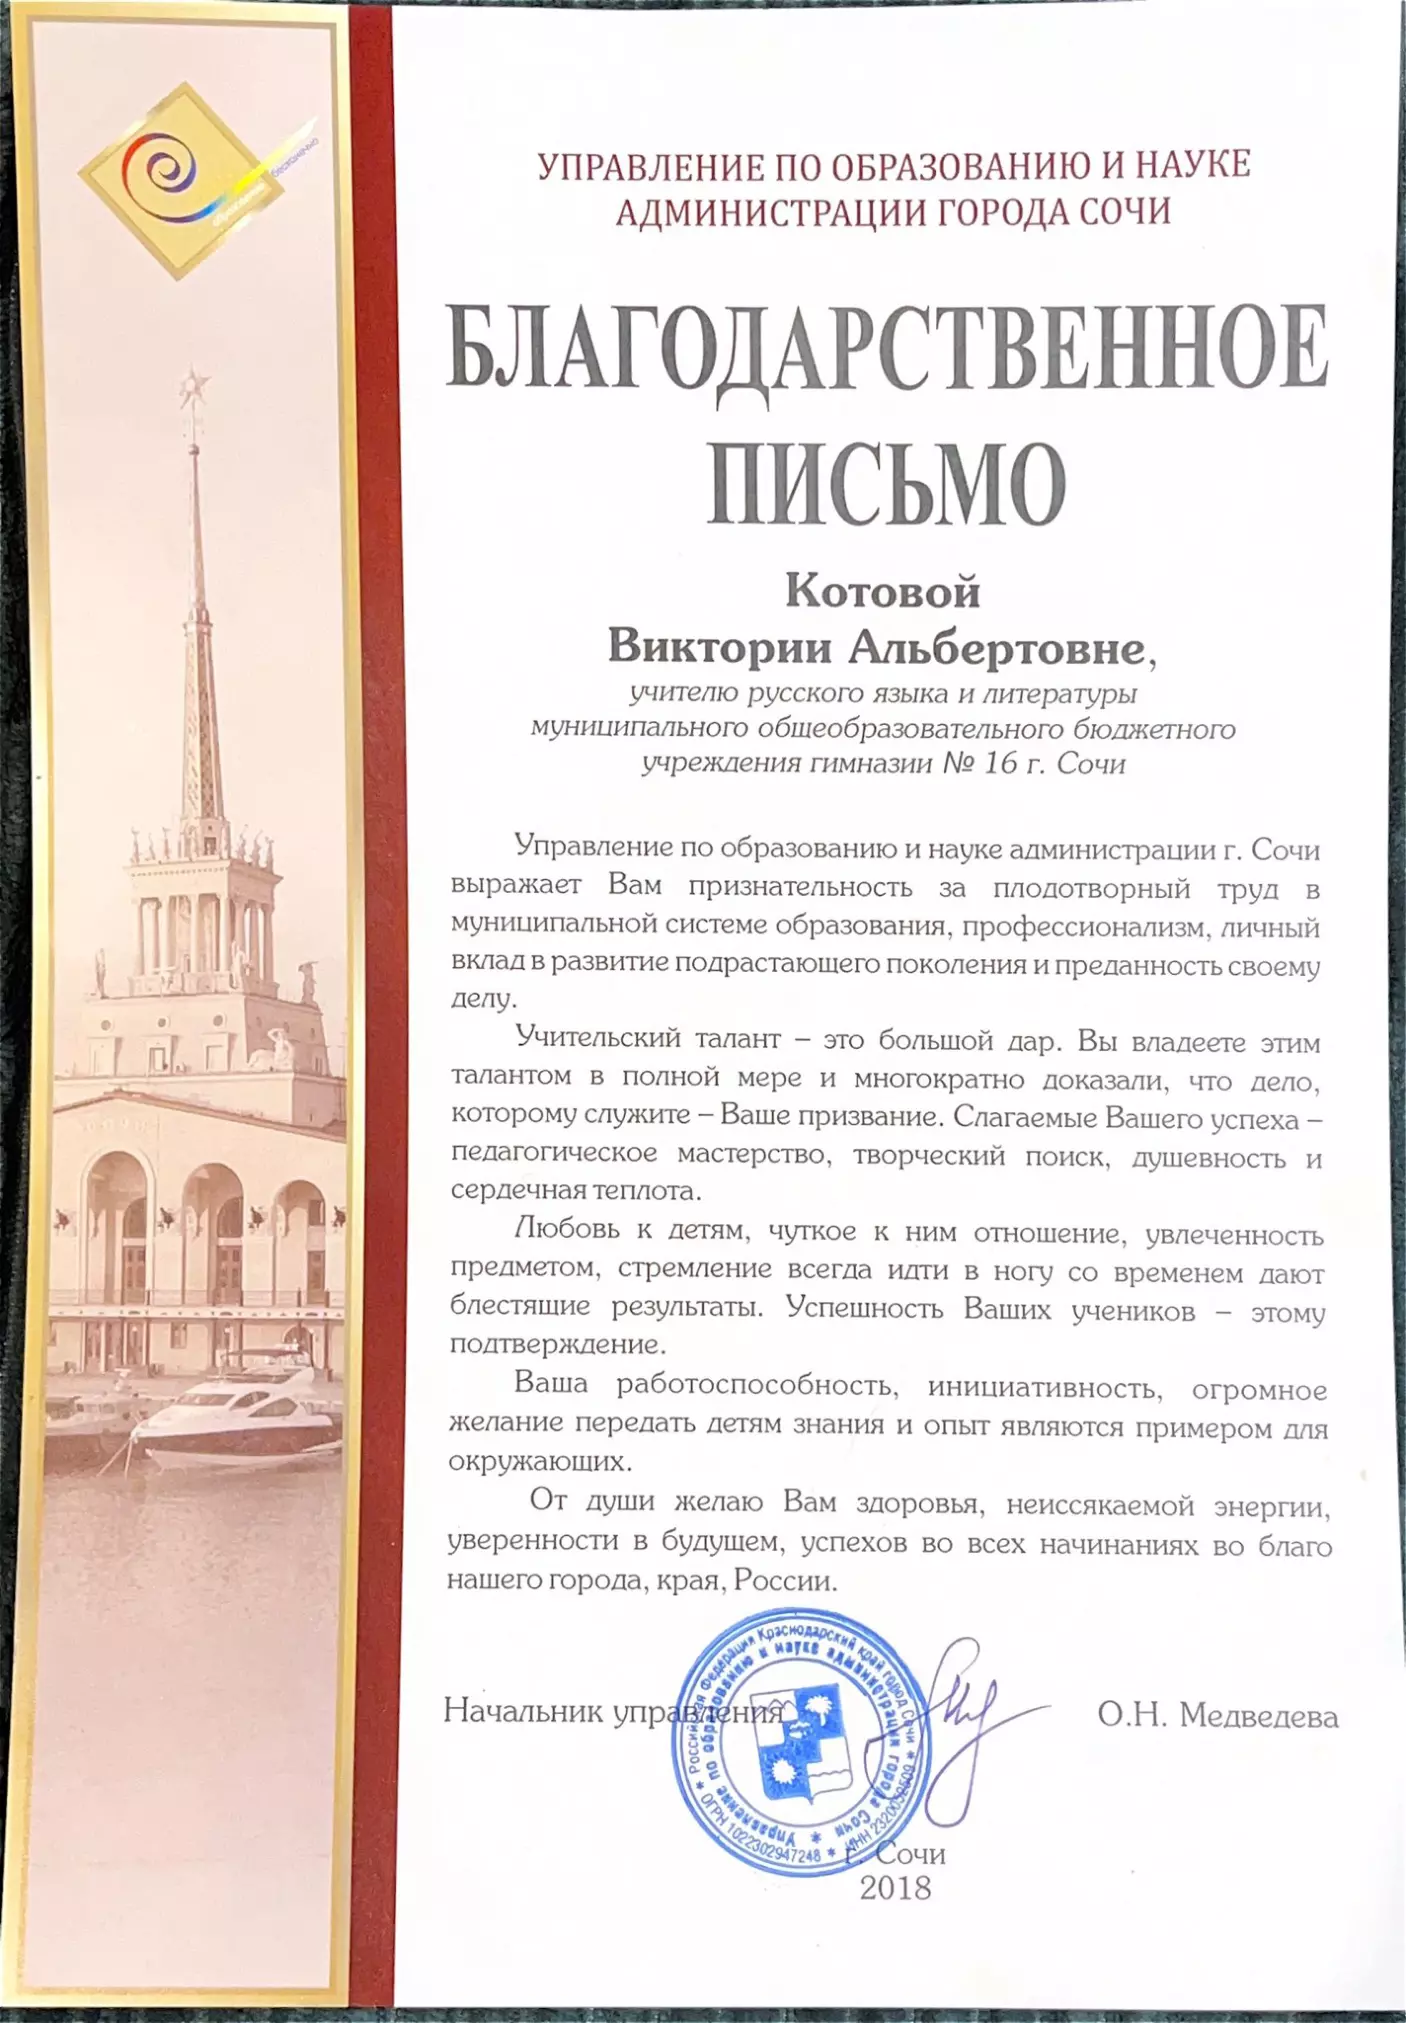 бесконечно
УПРАВЛЕНИЕ ПО ОБРАЗОВАНИЮ И НАУКЕ
АДМИНИСТРАЦИИ ГОРОДА СОЧИ
БЛАГОДАРСТВЕННОЕ
ПИСЬМО
Котовой
Виктории Альбертовне,
учителю русского языка и литературы
муниципального общеобразовательного бюджетного
учреждения гимназии № 16 г. Сочи
Управление по образованию и науке администрации г. Сочи
выражает Вам признательность за плодотворный труд в
муниципальной системе образования, профессионализм, личный
вклад в развитие подрастающего поколения и преданность своему
делу.
Учительский талант – это большой дар. Вы владеете этим
талантом в полной мере и многократно доказали, что дело,
которому служите – Ваше призвание. Слагаемые Вашего успеха –
педагогическое мастерство, творческий поиск, душевность и
сердечная теплота.
Любовь к детям, чуткое к ним отношение, увлеченность
предметом, стремление всегда идти в ногу со временем дают
блестящие результаты. Успешность Ваших учеников – этому
подтверждение.
Ваша работоспособность, инициативность, огромное
желание передать детям знания и опыт являются примером для
окружающих.
От души желаю Вам здоровья, неиссякаемой энергии,
уверенности в будущем, успехов во всех начинаниях во благо
нашего города, края, России.
Начальник управления
О.Н. Медведева
Российская Федерация Краснодарский край город Сочи
* ОГРН 1022302947248 *
Управление по образованию и науке администрации города Сочи *
г. Сочи
2018